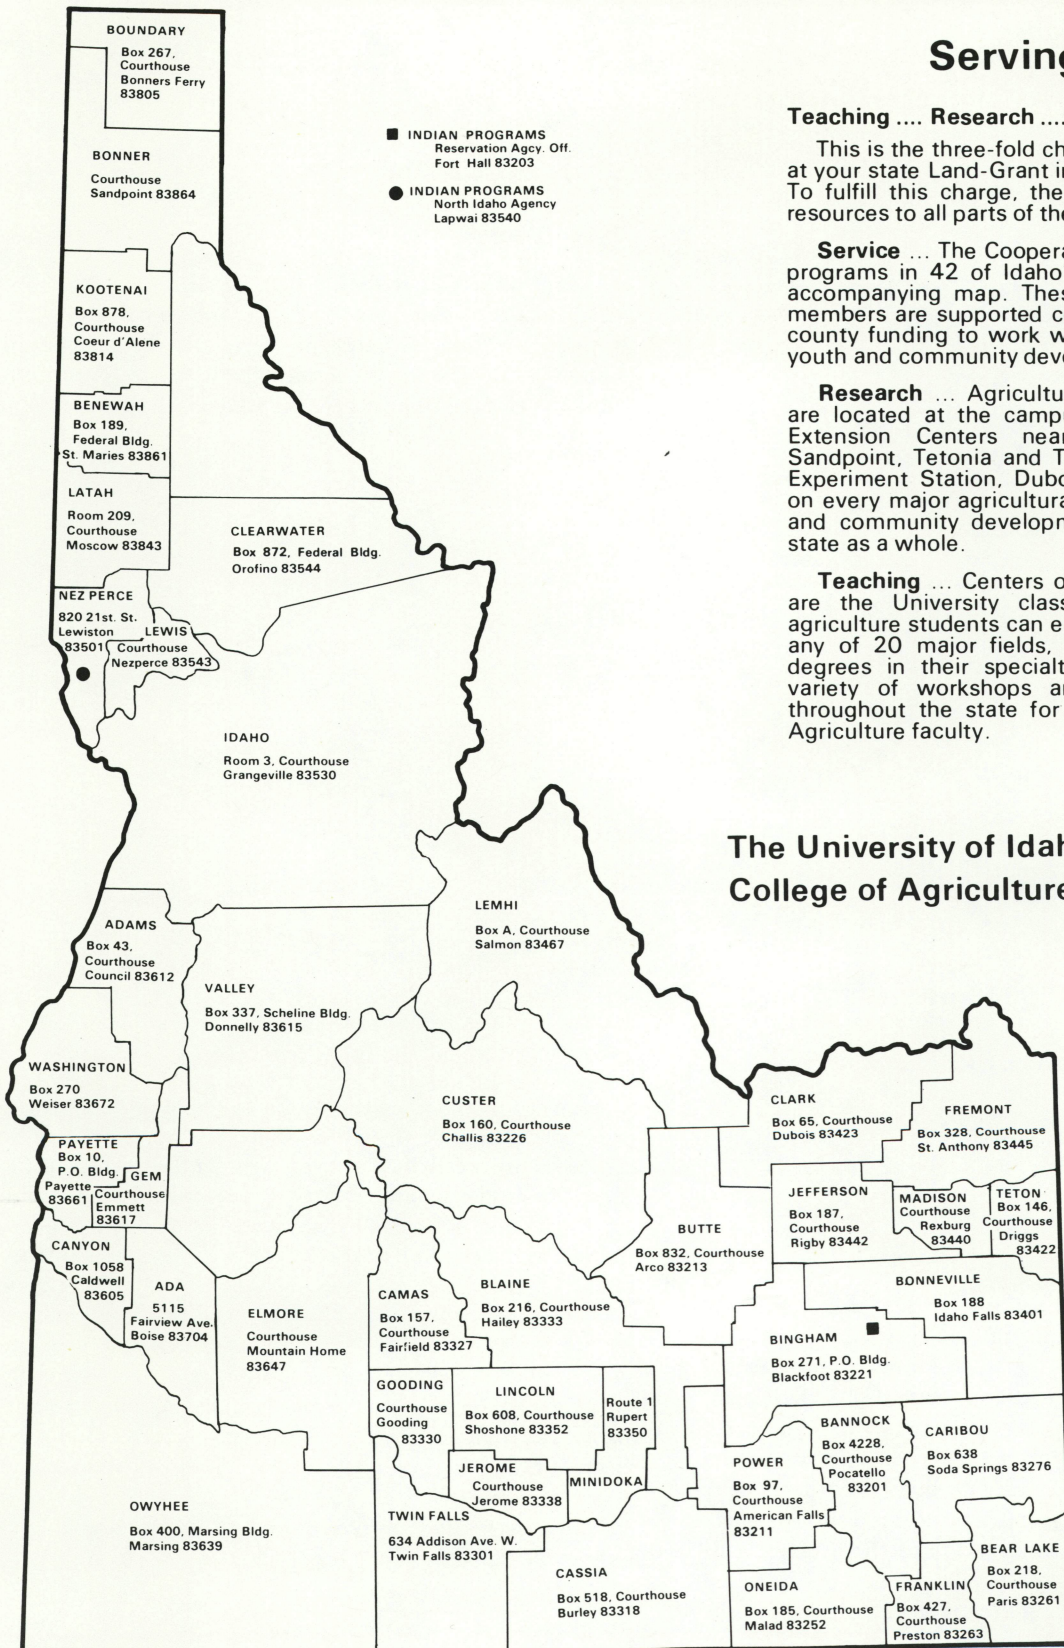 BOUNDARY
Box 267,
Courthouse
Bonners Ferry
83805
BONNER
Courthouse
Sandpoint 83864
KOOTENAI
Box 878,
Courthouse
Coeur d'Alene
83814
BENEWAH
Box 189,
Federal Bldg.
St. Maries 83861
LATAH
Room 209,
Courthouse
Moscow 83843
CLEARWATER
Box 872, Federal Bldg.
Orofino 83544
NEZ PERCE
820 21st. St.
Lewiston
83501
LEWIS
Courthouse
Nezperce 83543
IDAHO
Room 3, Courthouse
Grangeville 83530
■ INDIAN PROGRAMS
Reservation Agcy. Off.
Fort Hall 83203
● INDIAN PROGRAMS
North Idaho Agency
Lapwai 83540
Serving
Teaching .... Research ....
This is the three-fold ch
at your state Land-Grant in
To fulfill this charge, the
resources to all parts of the
Service ... The Coopera
programs in 42 of Idaho
accompanying map. Thes
members are supported c
county funding to work w
youth and community deve
Research ... Agricultu
are located at the camp
Extension Centers near
Sandpoint, Tetonia and T
Experiment Station, Dubo
on every major agricultura
and community developm
state as a whole.
Teaching ... Centers o
are the University class
agriculture students can e
any of 20 major fields,
degrees in their specialt
variety of workshops a
throughout the state for
Agriculture faculty.
The University of Idah
College of Agriculture
ADAMS
Box 43,
Courthouse
Council 83612
VALLEY
Box 337, Scheline Bldg.
Donnelly 83615
LEMHI
Box A, Courthouse
Salmon 83467
WASHINGTON
Box 270
Weiser 83672
CUSTER
Box 160, Courthouse
Challis 83226
CLARK
Box 65, Courthouse
Dubois 83423
FREMONT
Box 328, Courthouse
St. Anthony 83445
PAYETTE
Box 10,
P.O. Bldg.
Payette
83661
GEM
Courthouse
Emmett
83617
JEFFERSON
Box 187,
Courthouse
Rigby 83442
MADISON
Courthouse
Rexburg
83440
TETON
Box 146,
Courthouse
Driggs
83422
BUTTE
Box 832, Courthouse
Arco 83213
CANYON
Box 1058
Caldwell
83605
ADA
5115
Fairview Ave.
Boise 83704
ELMORE
Courthouse
Mountain Home
83647
CAMAS
Box 157,
Courthouse
Fairfield 83327
BLAINE
Box 216, Courthouse
Hailey 83333
BONNEVILLE
Box 188
Idaho Falls 83401
BINGHAM
Box 271, P.O. Bldg.
Blackfoot 83221
GOODING
Courthouse
Gooding
83330
LINCOLN
Box 608, Courthouse
Shoshone 83352
Route 1
Rupert
83350
MINIDOKA
JEROME
Courthouse
Jerome 83338
POWER
Box 97,
Courthouse
American Falls
83211
BANNOCK
Box 4228,
Courthouse
Pocatello
83201
CARIBOU
Box 638
Soda Springs 83276
OWYHEE
Box 400, Marsing Bldg.
Marsing 83639
TWIN FALLS
634 Addison Ave. W.
Twin Falls 83301
CASSIA
Box 518, Courthouse
Burley 83318
ONEIDA
Box 185, Courthouse
Malad 83252
FRANKLIN
Box 427,
Courthouse
Preston 83263
BEAR LAKE
Box 218,
Courthouse
Paris 83261